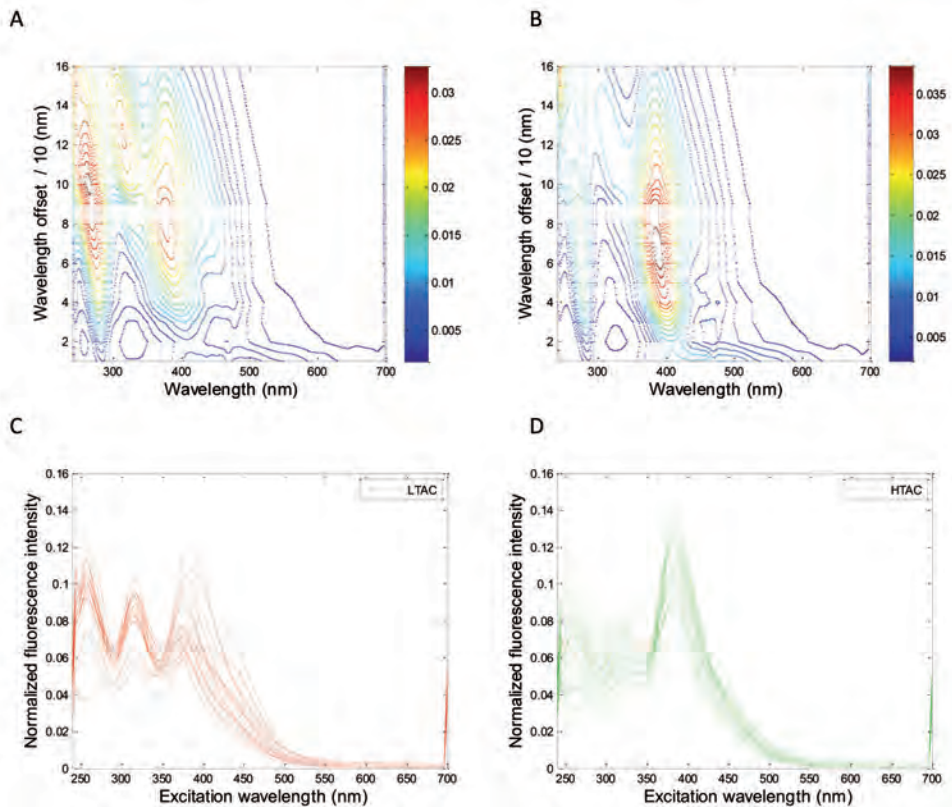 A
B
16
14
12
10
8
6
4
2
Wavelength offset / 10 (nm)
300 400 500 600 700
Wavelength (nm)
0.03
0.025
0.02
0.015
0.01
0.005
16
14
12
10
8
6
4
2
Wavelength offset / 10 (nm)
300 400 500 600 700
Wavelength (nm)
0.035
0.03
0.025
0.02
0.015
0.01
0.005
C
D
0.16
0.14
0.12
0.1
0.08
0.06
0.04
0.02
0
Normalized fluorescence intensity
LTAC
250 300 350 400 450 500 550 600 650 700
Excitation wavelength (nm)
0.16
0.14
0.12
0.1
0.08
0.06
0.04
0.02
0
Normalized fluorescence intensity
HTAC
250 300 350 400 450 500 550 600 650 700
Excitation wavelength (nm)